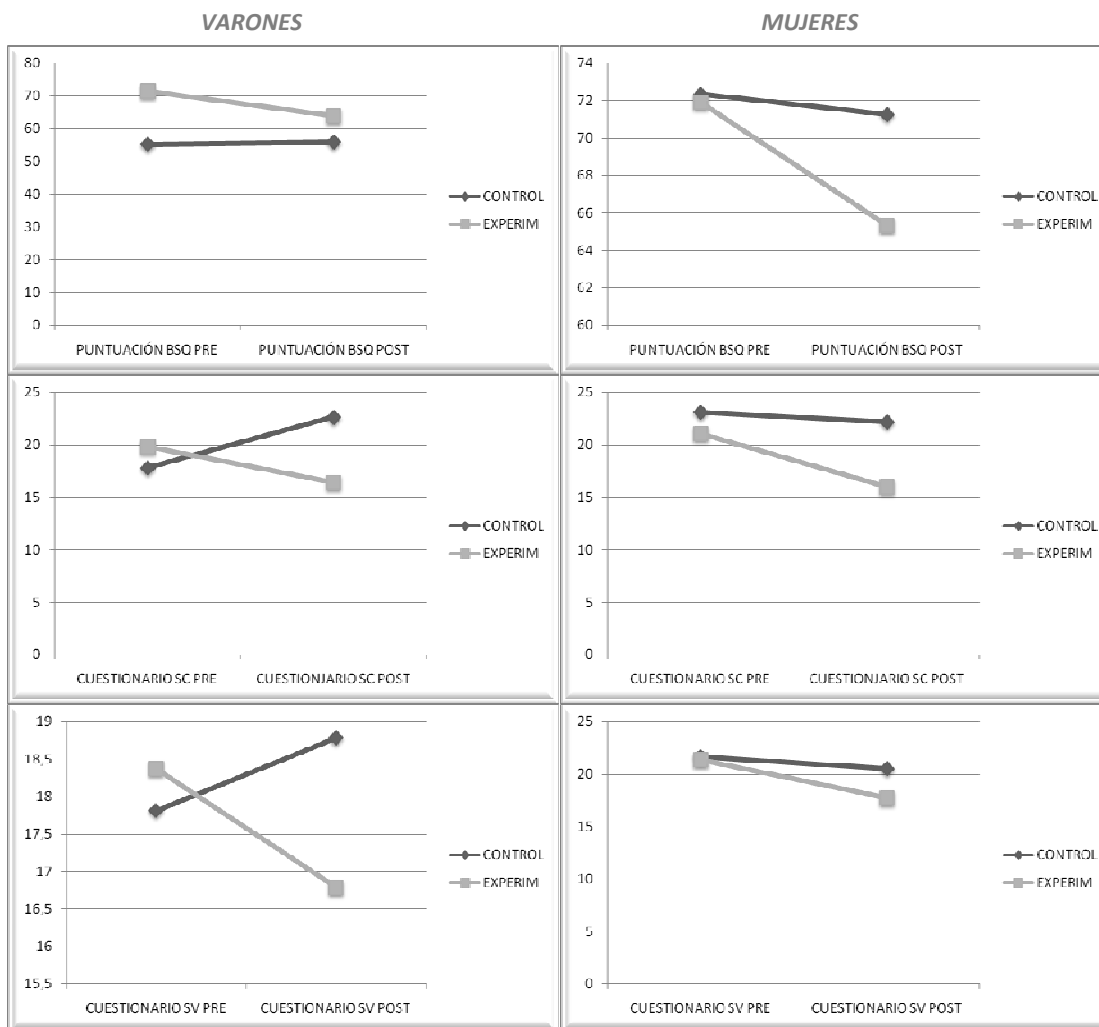 VARONES
MUJERES
80
70
60
50
40
30
20
10
0
PUNTUACIÓN BSQ PRE
PUNTUACIÓN BSQ POST
CONTROL
EXPERIM
74
72
70
68
66
64
62
60
PUNTUACIÓN BSQ PRE
PUNTUACIÓN BSQ POST
CONTROL
EXPERIM
25
20
15
10
5
0
CUESTIONARIO SC PRE
CUESTIONJARIO SC POST
CONTROL
EXPERIM
25
20
15
10
5
0
CUESTIONARIO SC PRE
CUESTIONJARIO SC POST
CONTROL
EXPERIM
19
18,5
18
17,5
17
16,5
16
15,5
CUESTIONARIO SV PRE
CUESTIONARIO SV POST
CONTROL
EXPERIM
25
20
15
10
5
0
CUESTIONARIO SV PRE
CUESTIONARIO SV POST
CONTROL
EXPERIM